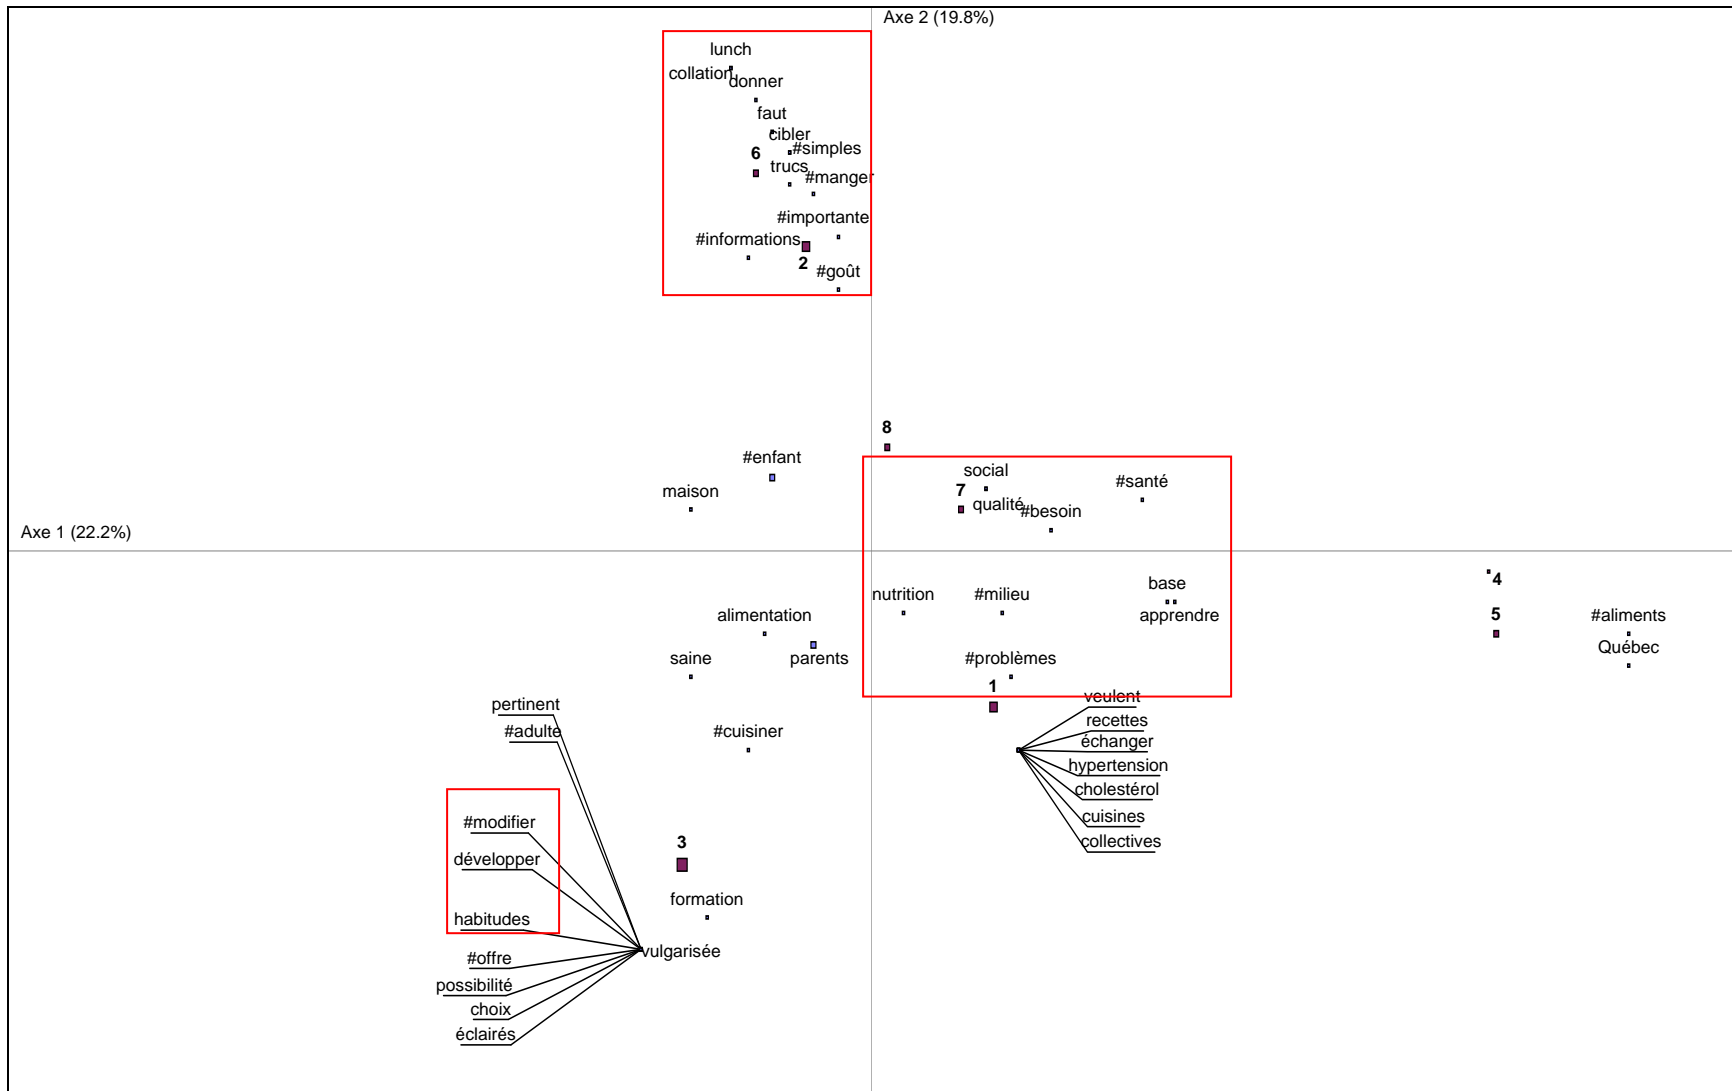 Axe 2 (19.8%)
lunch
collation
donner
faut
cibler
#simples
6
trucs
#manger
#importante
#informations
2
#goût
8
#enfant
social
#santé
maison
7
qualité
#besoin
Axe 1 (22.2%)
4
base
nutrition
#milieu
alimentation
apprendre
5
#aliments
Québec
saine
parents
#problèmes
1
veulent
pertinent
recettes
#adulte
#cuisiner
échanger
hypertension
cholestérol
cuisines
#modifier
collectives
3
développer
formation
habitudes
vulgarisée
#offre
possibilité
choix
éclairés